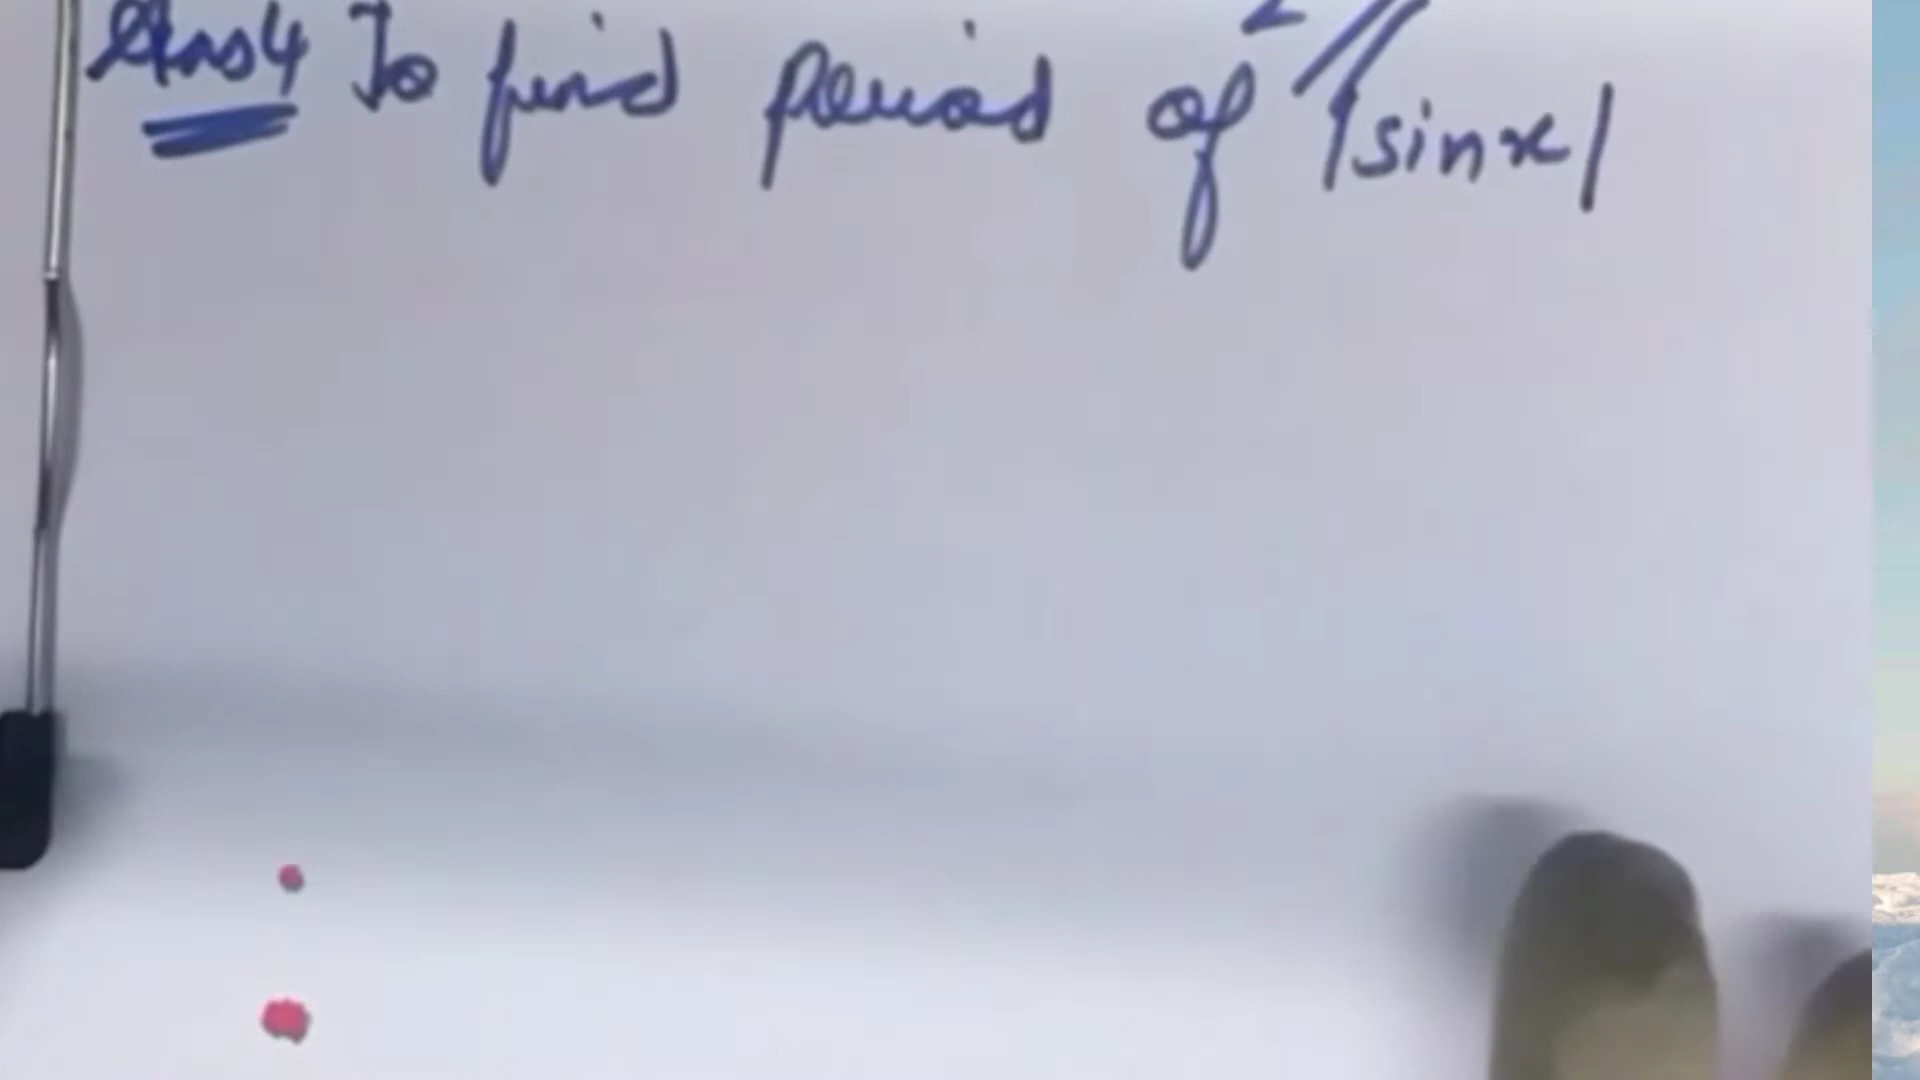 Ans4 To find period of |sinx|